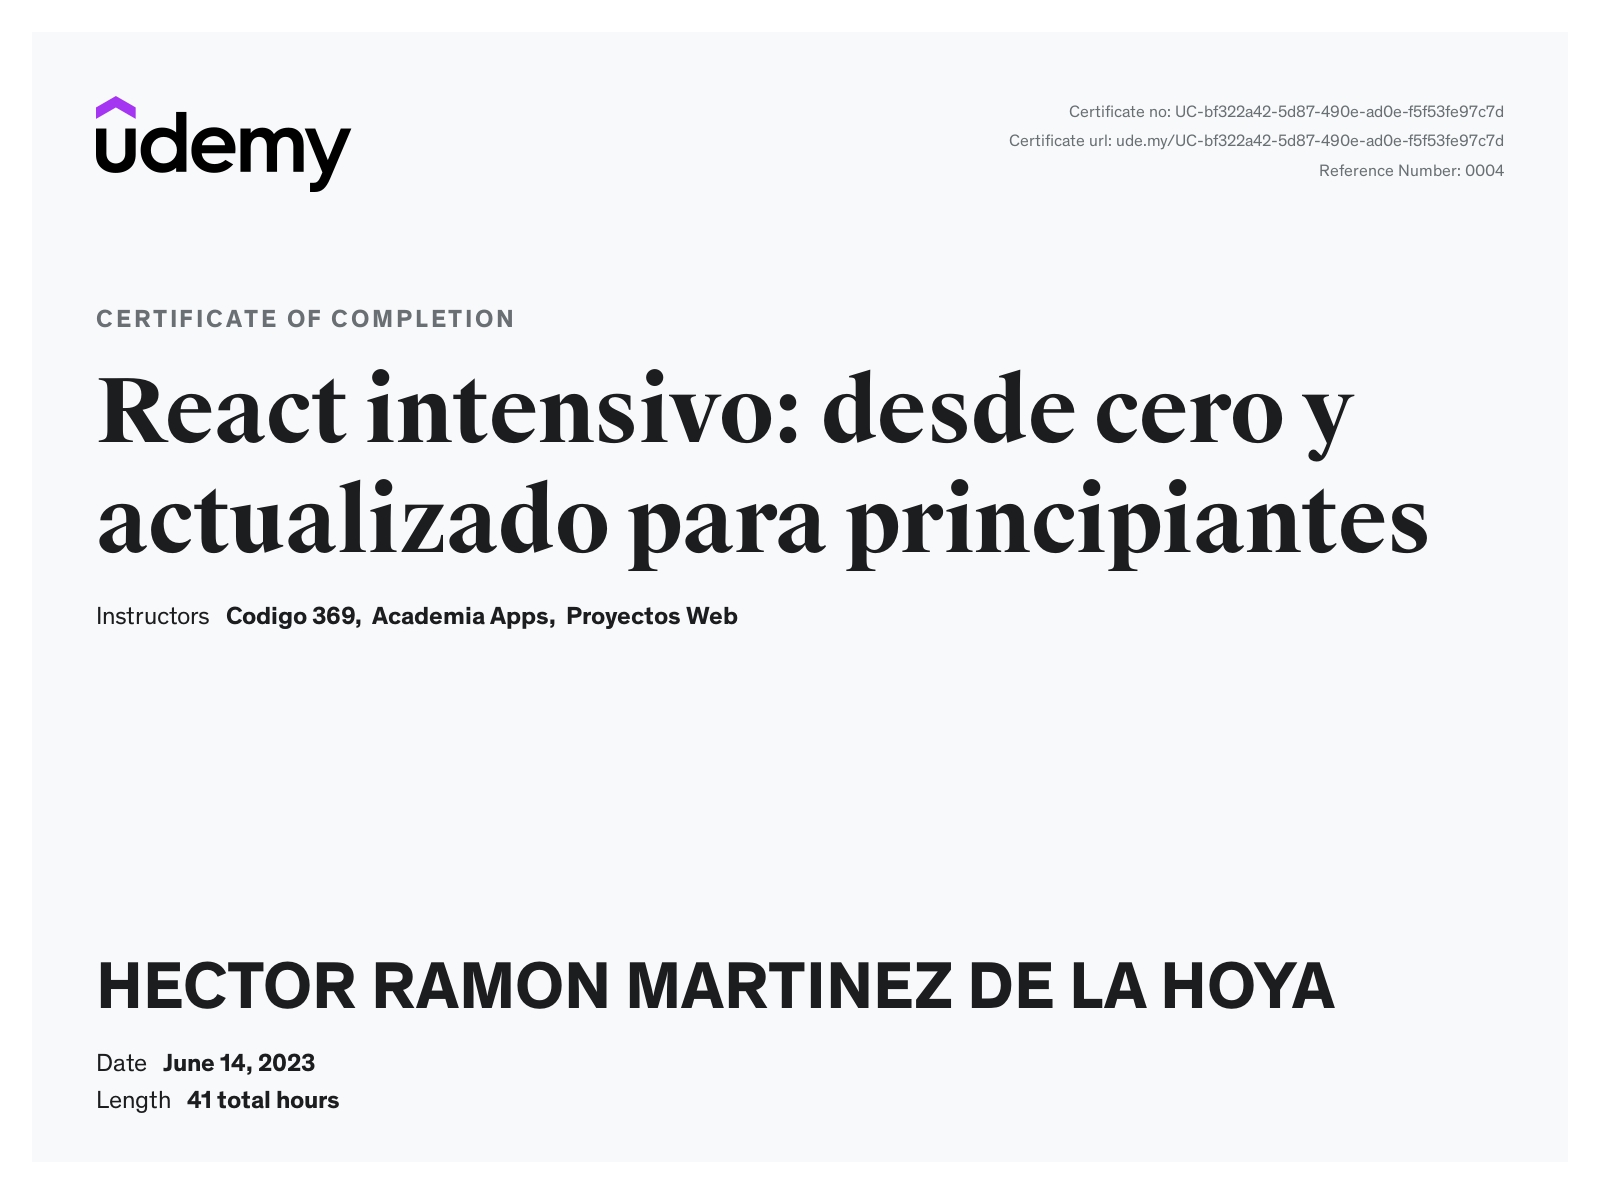 udemy
Certificate no: UC-bf322a42-5d87-490e-ad0e-f5f53fe97c7d
Certificate url: ude.my/UC-bf322a42-5d87-490e-ad0e-f5f53fe97c7d
Reference Number: 0004
CERTIFICATE OF COMPLETION
React intensivo: desde cero y
actualizado para principiantes
Instructors Codigo 369, Academia Apps, Proyectos Web
HECTOR RAMON MARTINEZ DE LA HOYA
Date June 14, 2023
Length 41 total hours